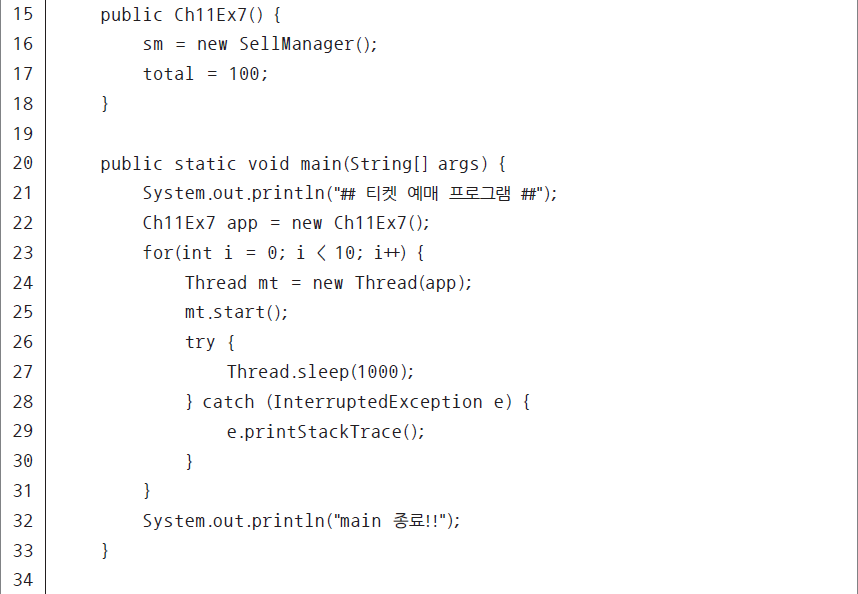 15 public Ch11Ex7() {
16 sm = new SellManager();
17 total = 100;
18 }
19
20 public static void main(String[] args) {
21 System.out.println("## 티켓 예매 프로그램 ##");
22 Ch11Ex7 app = new Ch11Ex7();
23 for(int i = 0; i < 10; i++) {
24 Thread mt = new Thread(app);
25 mt.start();
26 try {
27 Thread.sleep(1000);
28 } catch (InterruptedException e) {
29 e.printStackTrace();
30 }
31 }
32 System.out.println("main 종료!!");
33 }
34